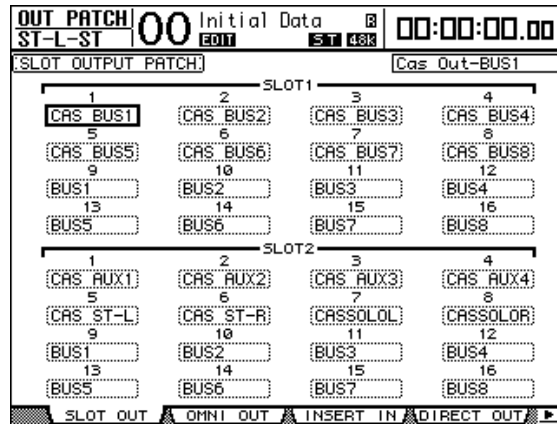 OUT PATCH 00 Initial Data R 00:00:00.00
ST-L-ST EDIT ST 48K
SLOT OUTPUT PATCH Cas Out-BUS1
SLOT1
1 2 3 4
CAS BUS1 CAS BUS2 CAS BUS3 CAS BUS4
5 6 7 8
CAS BUS5 CAS BUS6 CAS BUS7 CAS BUS8
9 10 11 12
BUS1 BUS2 BUS3 BUS4
13 14 15 16
BUS5 BUS6 BUS7 BUS8
SLOT2
1 2 3 4
CAS AUX1 CAS AUX2 CAS AUX3 CAS AUX4
5 6 7 8
CAS ST-L CAS ST-R CASSOLOL CASSOLOR
9 10 11 12
BUS1 BUS2 BUS3 BUS4
13 14 15 16
BUS5 BUS6 BUS7 BUS8
SLOT OUT OMNI OUT INSERT IN DIRECT OUT